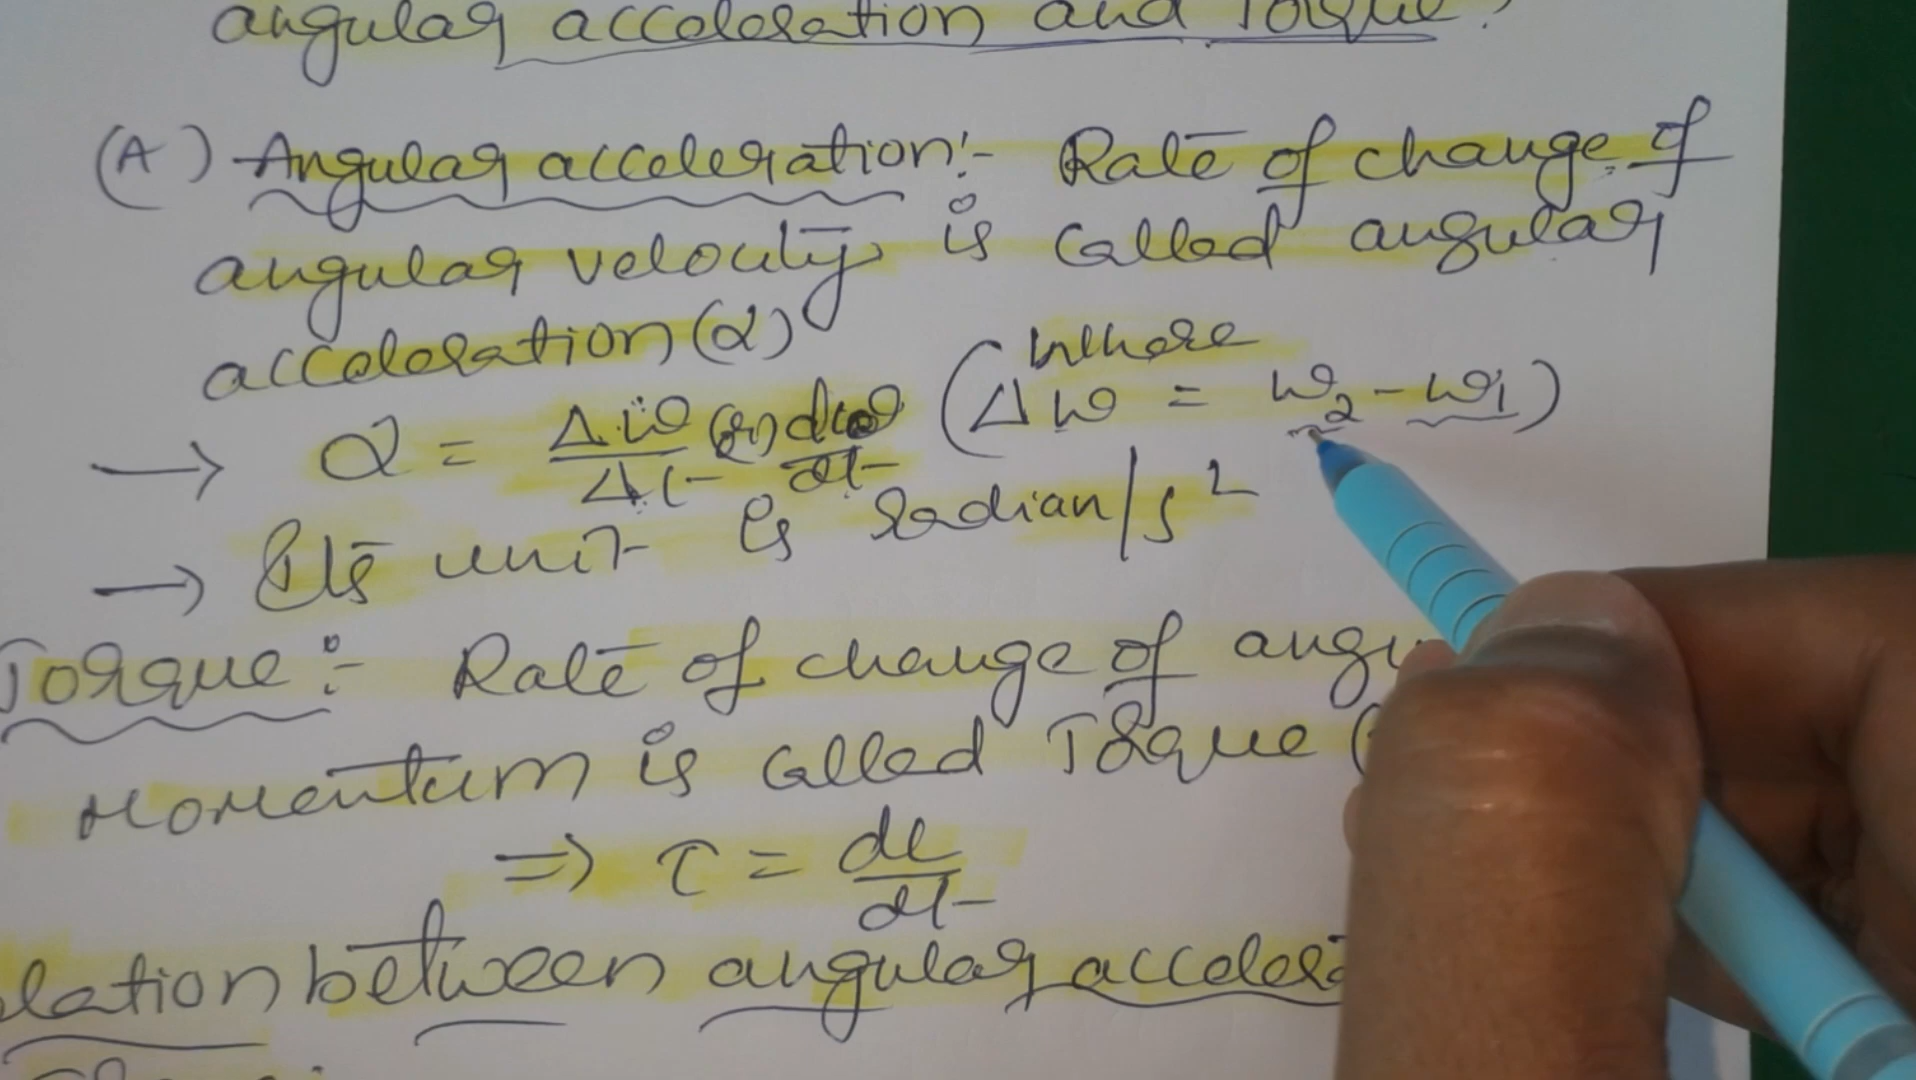 angular acceleration and Torque?
(A) Angular acceleration:- Rate of change of
angular velocity is called angular
acceleration (α)
→ α = Δω/Δt (or) dω/dt (Where Δω = ω₂ - ω₁)
→ Its unit is radian/s²
Torque:- Rate of change of angu
Momentum is called Torque (
⇒ τ = dL/dt
lation between angular acceler